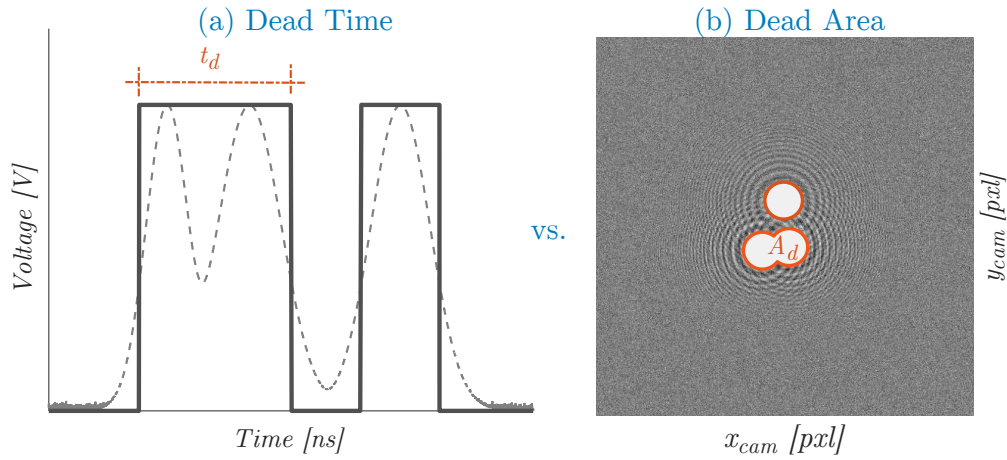 (a) Dead Time
t_d
Voltage [V]
Time [ns]
vs.
(b) Dead Area
A_d
y_cam [pxl]
x_cam [pxl]